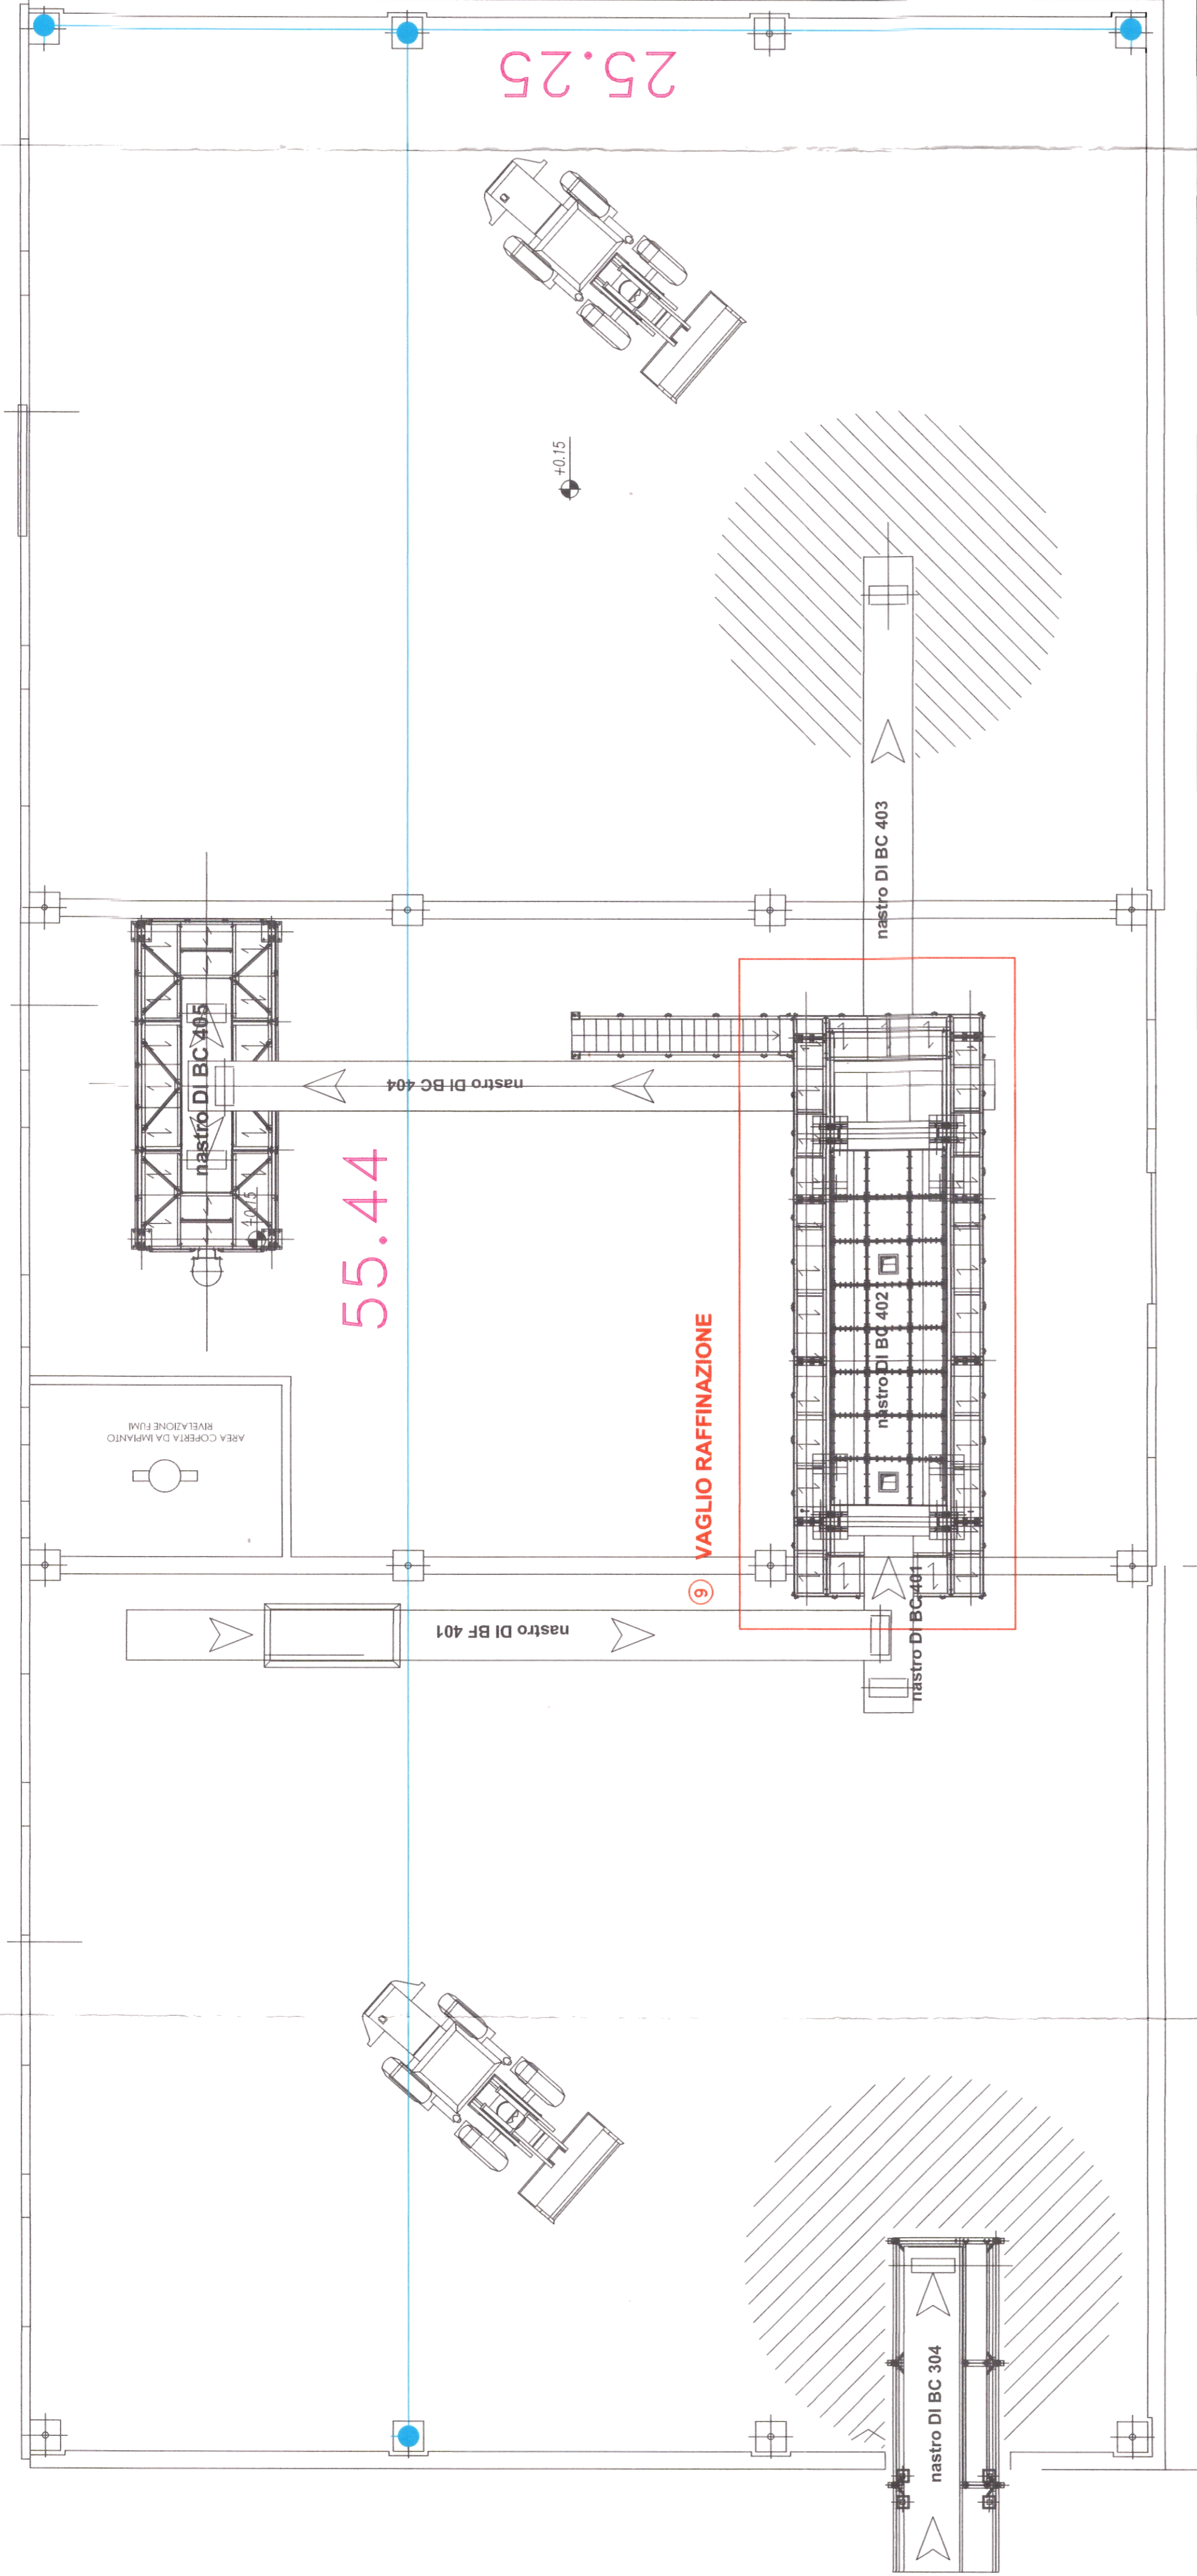 25.25
+0.15
nastro DI BC 403
nastro DI BC 405
nastro DI BC 404
+0.15
55.44
AREA COPERTA DA IMPIANTO
RIVELAZIONE FUMI
nastro DI BC 402
9 VAGLIO RAFFINAZIONE
nastro DI BF 401
nastro DI BC 401
nastro DI BC 304